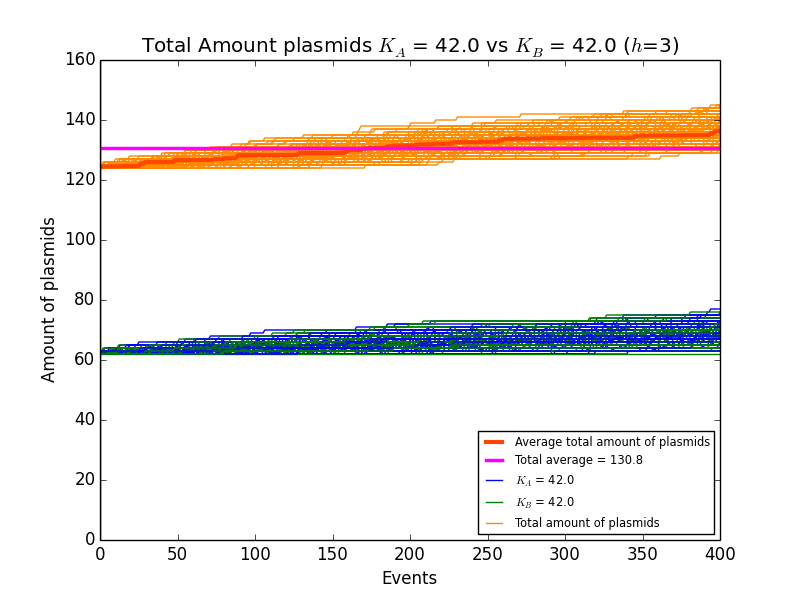 Total Amount plasmids K_A = 42.0 vs K_B = 42.0 (h=3)
160
140
120
100
80
60
40
20
0
Amount of plasmids
0 50 100 150 200 250 300 350 400
Events
Average total amount of plasmids
Total average = 130.8
K_A = 42.0
K_B = 42.0
Total amount of plasmids